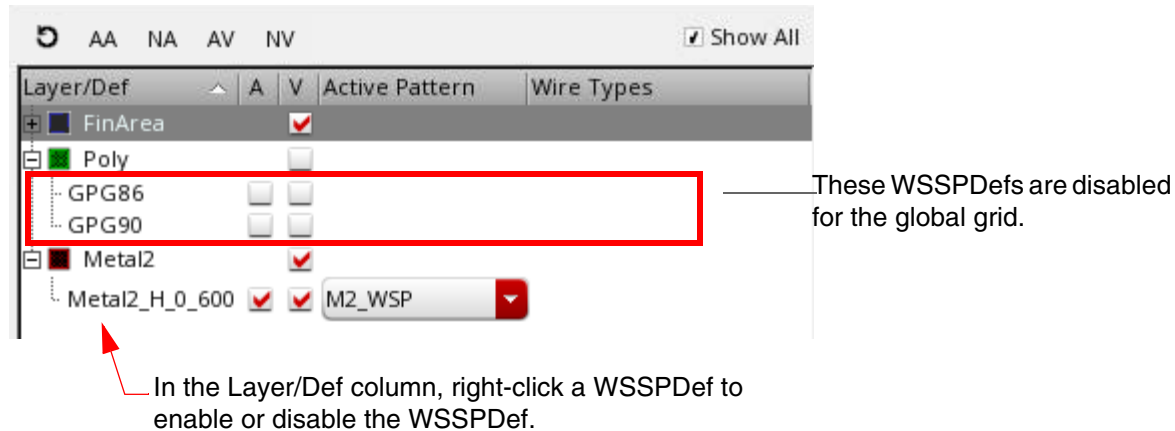 AA NA AV NV Show All
Layer/Def A V Active Pattern Wire Types
FinArea
Poly
GPG86
GPG90
Metal2
Metal2_H_0_600 M2_WSP
These WSSPDefs are disabled
for the global grid.
In the Layer/Def column, right-click a WSSPDef to
enable or disable the WSSPDef.